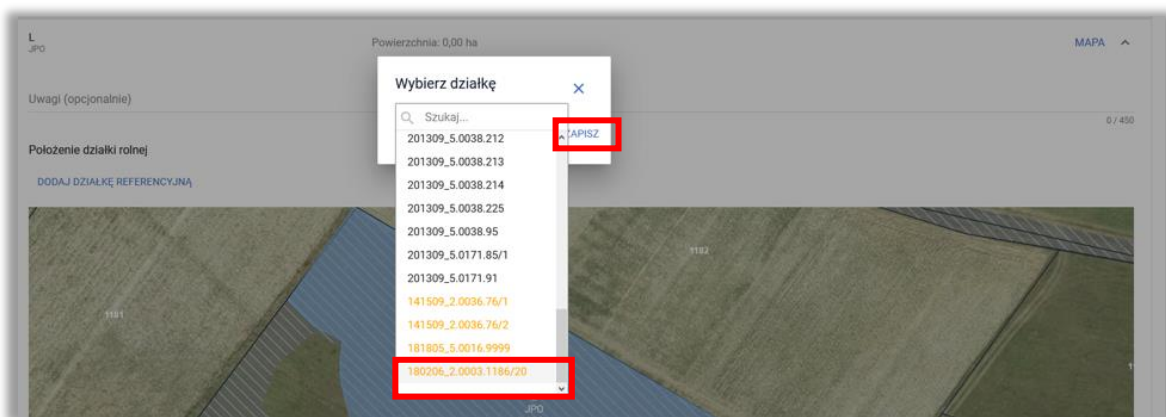 L
JPO
Powierzchnia: 0,00 ha
MAPA
Uwagi (opcjonalnie)
0 / 450
Położenie działki rolnej
DODAJ DZIAŁKĘ REFERENCYJNĄ
Wybierz działkę
Szukaj...
ZAPISZ
201309_5.0038.212
201309_5.0038.213
201309_5.0038.214
201309_5.0038.225
201309_5.0038.95
201309_5.0171.85/1
201309_5.0171.91
141509_2.0036.76/1
141509_2.0036.76/2
181805_5.0016.9999
180206_2.0003.1186/20
1182
1181
JPO